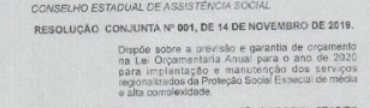 CONSELHO ESTADUAL DE ASSISTÊNCIA SOCIAL
RESOLUÇÃO CONJUNTA Nº 001, DE 14 DE NOVEMBRO DE 2019.
Dispõe sobre a previsão e garantia de orçamento
na Lei Orçamentária Anual para o ano de 2020
para implantação e manutenção dos serviços
regionalizados da Proteção Social Especial de média
e alta complexidade.